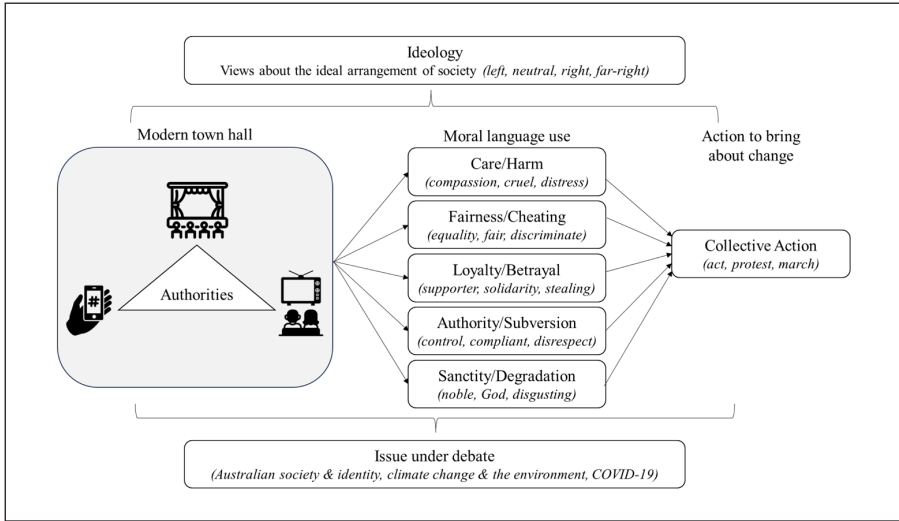 Ideology
Views about the ideal arrangement of society (left, neutral, right, far-right)
Modern town hall
Moral language use
Action to bring
about change
Care/Harm
(compassion, cruel, distress)
Fairness/Cheating
(equality, fair, discriminate)
Loyalty/Betrayal
(supporter, solidarity, stealing)
Authority/Subversion
(control, compliant, disrespect)
Sanctity/Degradation
(noble, God, disgusting)
#
Authorities
Collective Action
(act, protest, march)
Issue under debate
(Australian society & identity, climate change & the environment, COVID-19)